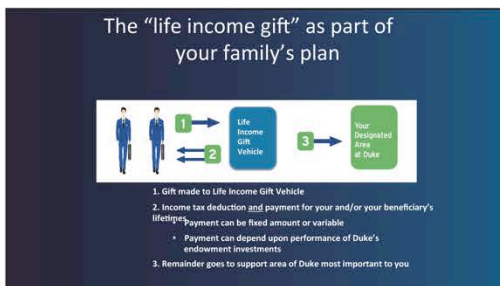 The “life income gift” as part of
your family’s plan
1
2
Life
Income
Gift
Vehicle
3
Your
Designated
Area
at Duke
1. Gift made to Life Income Gift Vehicle
2. Income tax deduction and payment for your and/or your beneficiary’s
lifetimes
• Payment can be fixed amount or variable
• Payment can depend upon performance of Duke’s
endowment investments
3. Remainder goes to support area of Duke most important to you